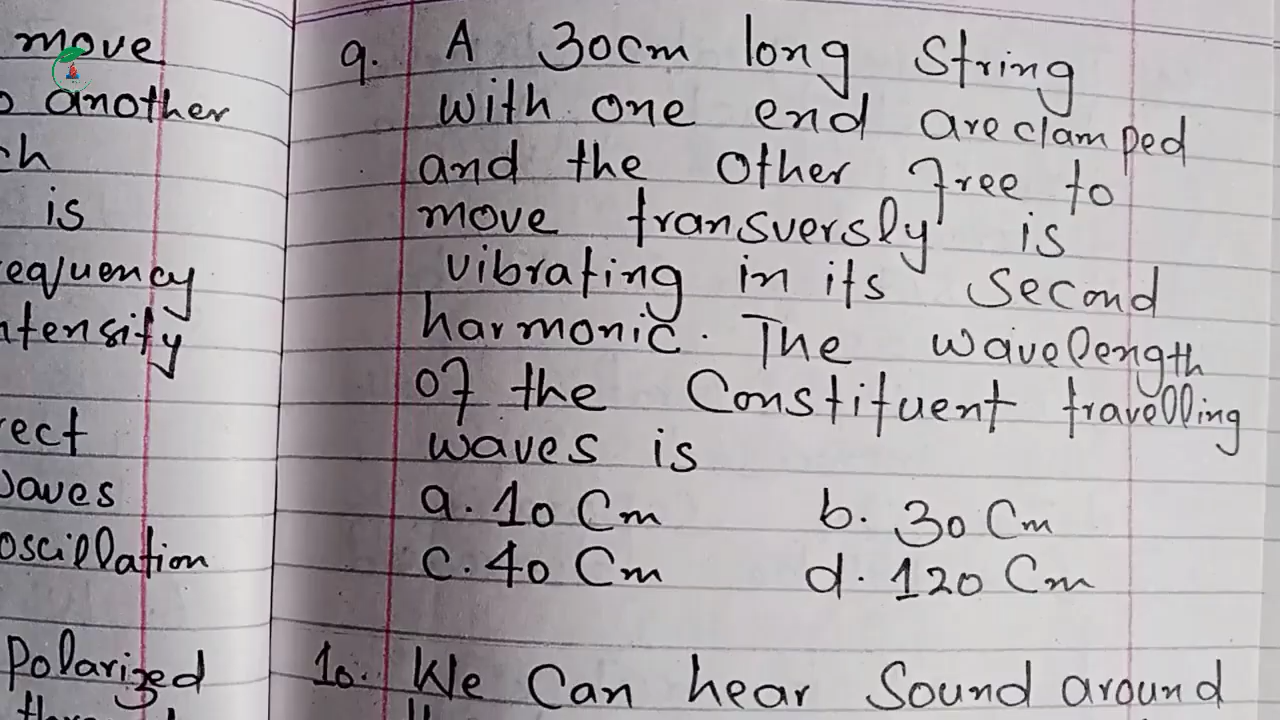 move
another
ch
is
equency
ntensity
rect
waves
oscillation
Polarized
9. A 30cm long String
with one end are clamped
and the other free to
move transversly is
vibrating in its Second
harmonic. The wavelength
of the Constituent travelling
waves is
a. 10 Cm b. 30 Cm
c. 40 Cm d. 120 Cm
10. We Can hear Sound around